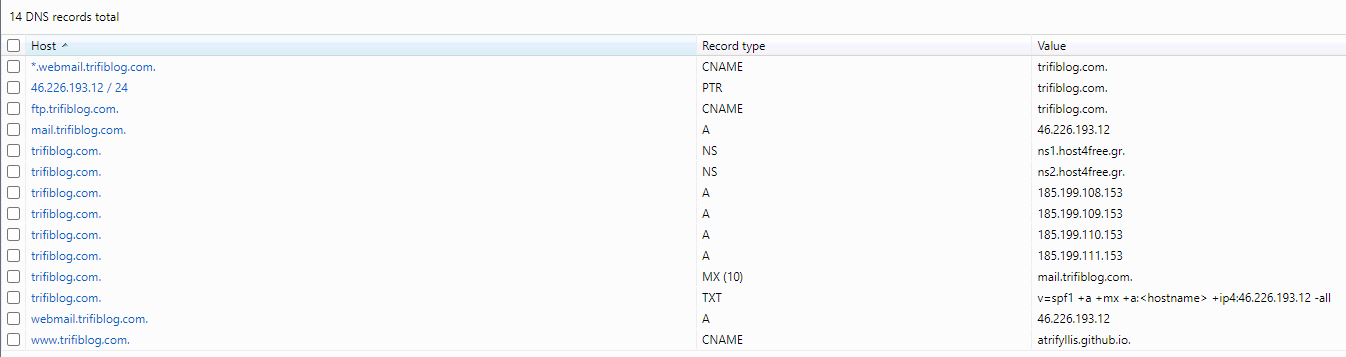 14 DNS records total
Host Record type Value
*.webmail.trifiblog.com. CNAME trifiblog.com.
46.226.193.12 / 24 PTR trifiblog.com.
ftp.trifiblog.com. CNAME trifiblog.com.
mail.trifiblog.com. A 46.226.193.12
trifiblog.com. NS ns1.host4free.gr.
trifiblog.com. NS ns2.host4free.gr.
trifiblog.com. A 185.199.108.153
trifiblog.com. A 185.199.109.153
trifiblog.com. A 185.199.110.153
trifiblog.com. A 185.199.111.153
trifiblog.com. MX (10) mail.trifiblog.com.
trifiblog.com. TXT v=spf1 +a +mx +a:<hostname> +ip4:46.226.193.12 -all
webmail.trifiblog.com. A 46.226.193.12
www.trifiblog.com. CNAME atrifyllis.github.io.